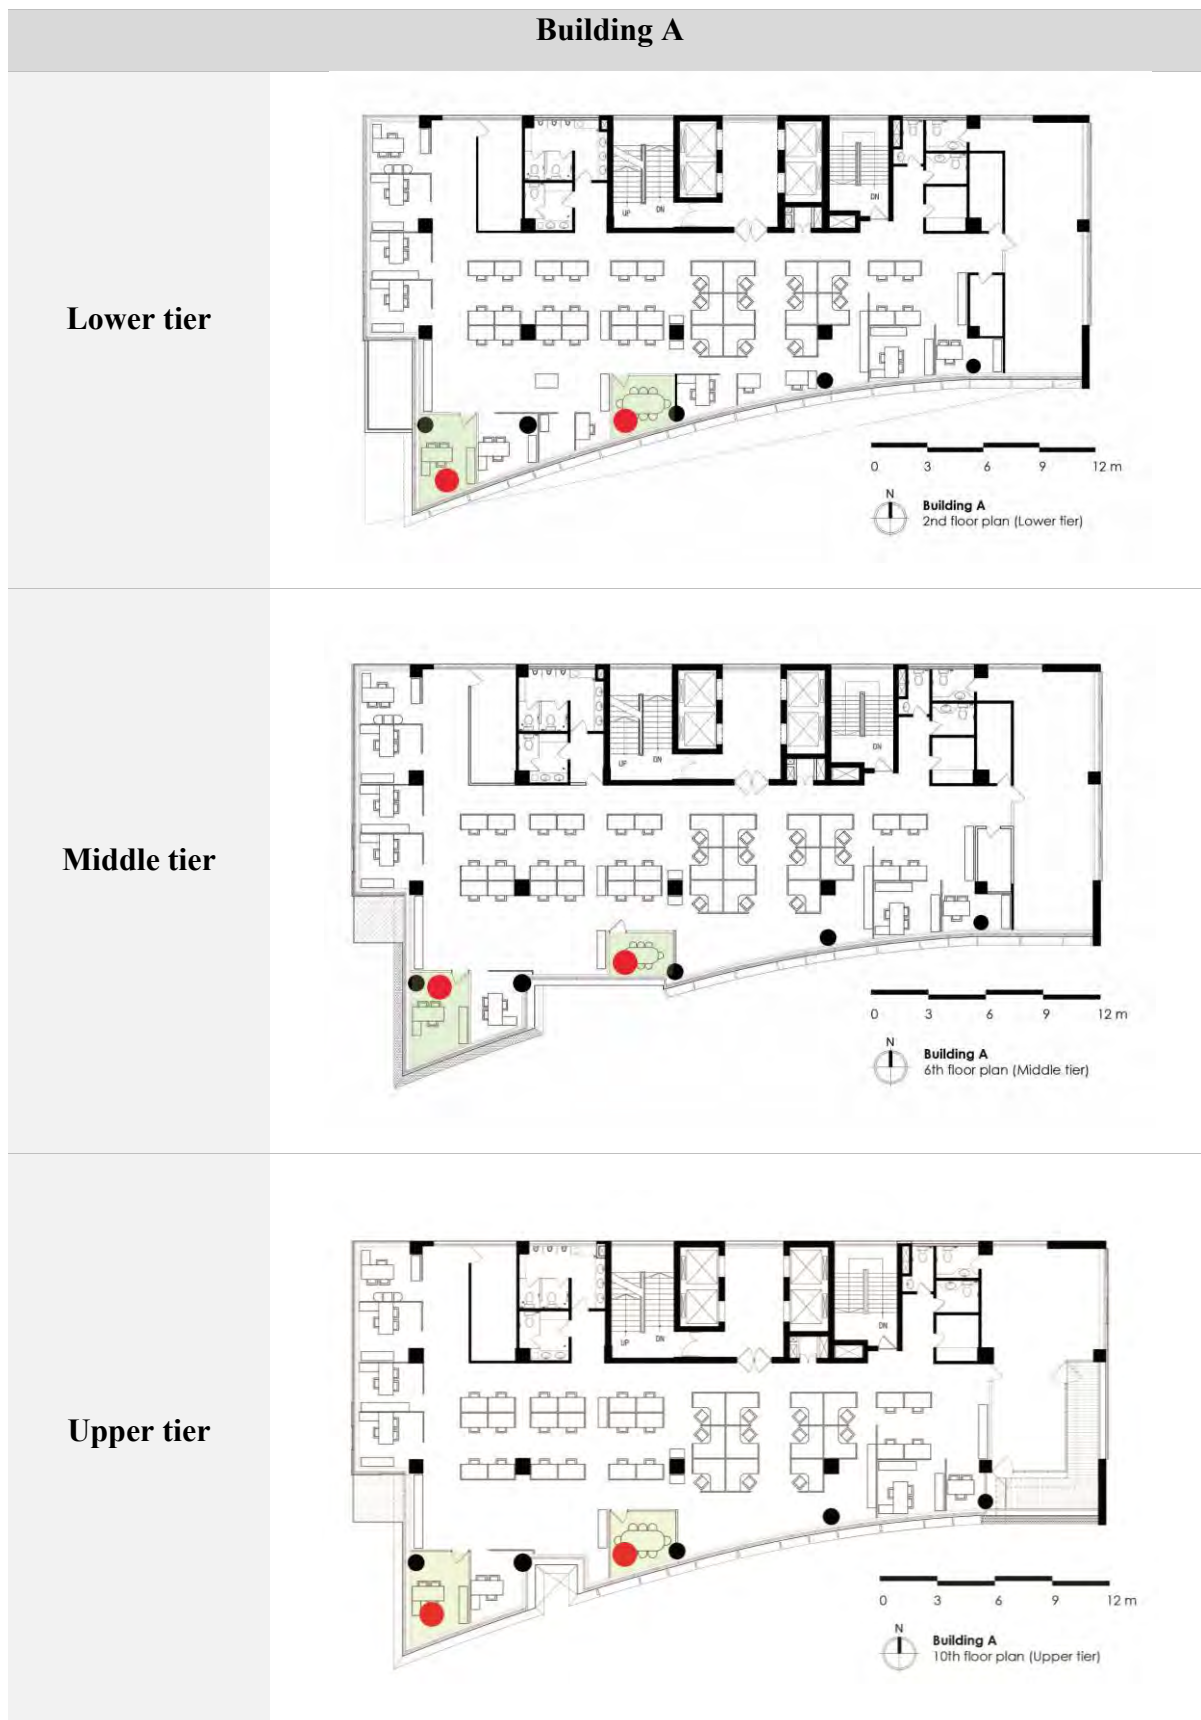 Building A
Lower tier
UP
DN
DN
0 3 6 9 12 m
N
Building A
2nd floor plan (Lower tier)
Middle tier
UP
DN
DN
0 3 6 9 12 m
N
Building A
6th floor plan (Middle tier)
Upper tier
UP
DN
DN
0 3 6 9 12 m
N
Building A
10th floor plan (Upper tier)